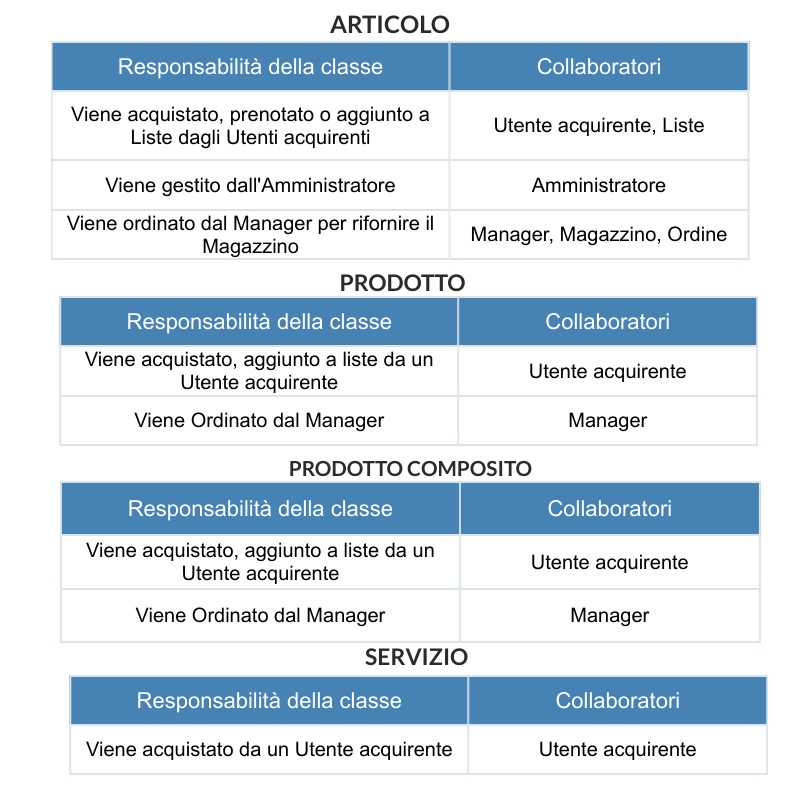 ARTICOLO
Responsabilità della classe
Collaboratori
Viene acquistato, prenotato o aggiunto a
Liste dagli Utenti acquirenti
Utente acquirente, Liste
Viene gestito dall'Amministratore
Amministratore
Viene ordinato dal Manager per rifornire il
Magazzino
Manager, Magazzino, Ordine
PRODOTTO
Responsabilità della classe
Collaboratori
Viene acquistato, aggiunto a liste da un
Utente acquirente
Utente acquirente
Viene Ordinato dal Manager
Manager
PRODOTTO COMPOSITO
Responsabilità della classe
Collaboratori
Viene acquistato, aggiunto a liste da un
Utente acquirente
Utente acquirente
Viene Ordinato dal Manager
Manager
SERVIZIO
Responsabilità della classe
Collaboratori
Viene acquistato da un Utente acquirente
Utente acquirente